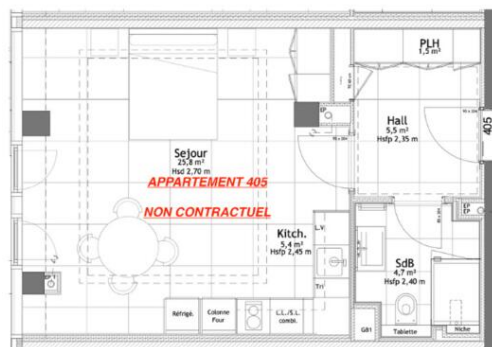 PLH
1,5 m²
Hall
5,5 m²
Hsfp 2,35 m
405
EP
Sejour
25,8 m²
Hsd 2,70 m
APPARTEMENT 405
NON CONTRACTUEL
Kitch.
5,4 m²
Hsfp 2,45 m
L.V
Tri
EP
EP
SdB
4,7 m²
Hsfp 2,40 m
Réfrigé.
Colonne
Four
L.L./S.L.
combi.
GB1
Tablette
Niche